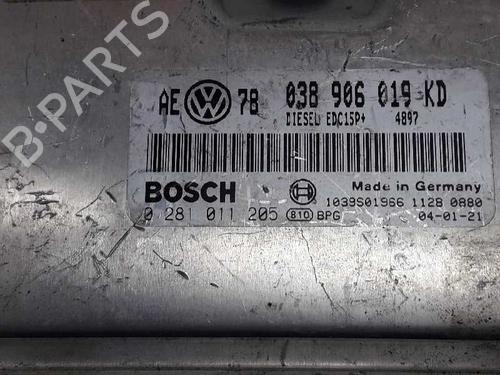 B-PARTS
AE 78 038 906 019 KD
DIESEL EDC15P+ 4897
BOSCH Made in Germany
1039S01966 1128 0880
0 281 011 205 810 BPG 04-01-21